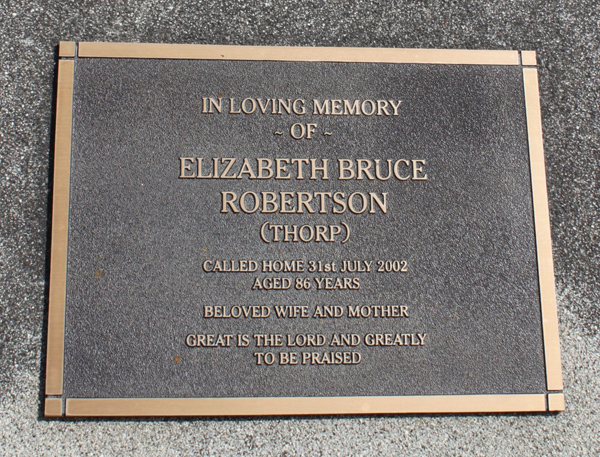 IN LOVING MEMORY
~ OF ~
ELIZABETH BRUCE
ROBERTSON
(THORP)
CALLED HOME 31st JULY 2002
AGED 86 YEARS
BELOVED WIFE AND MOTHER
GREAT IS THE LORD AND GREATLY
TO BE PRAISED